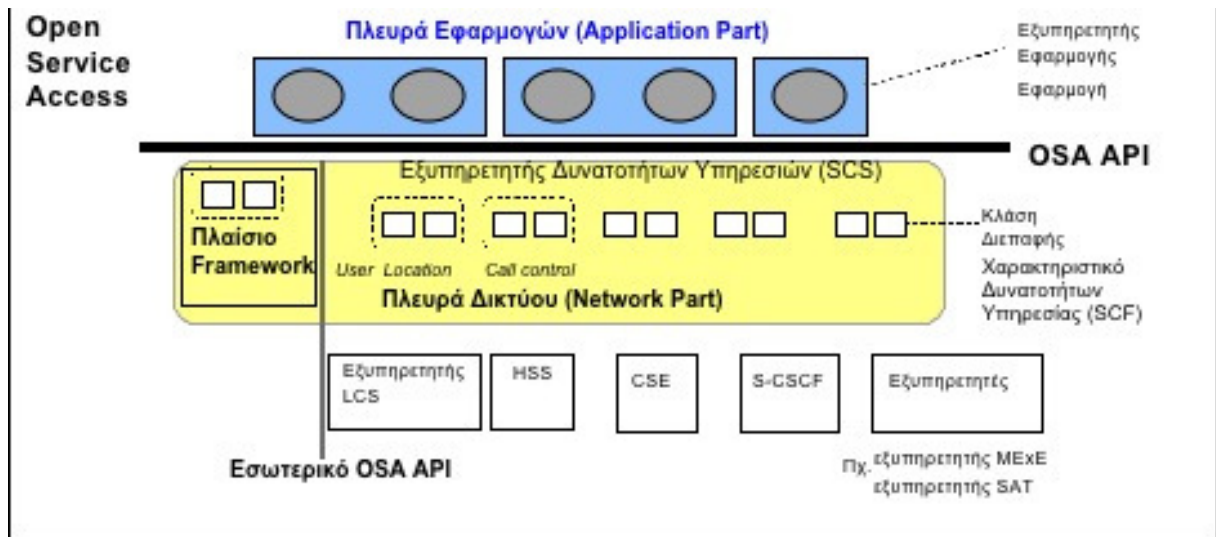 Open
Service
Access
Πλευρά Εφαρμογών (Application Part)
Εξυπηρετητής
Εφαρμογής
Εφαρμογή
OSA API
Εξυπηρετητής Δυνατοτήτων Υπηρεσιών (SCS)
Πλαίσιο
Framework
User Location
Call control
Πλευρά Δικτύου (Network Part)
Κλάση
Διεπαφής
Χαρακτηριστικό
Δυνατοτήτων
Υπηρεσίας (SCF)
Εξυπηρετητής
LCS
HSS
CSE
S-CSCF
Εξυπηρετητές
Εσωτερικό OSA API
Πχ. εξυπηρετητής MExE
εξυπηρετητής SAT